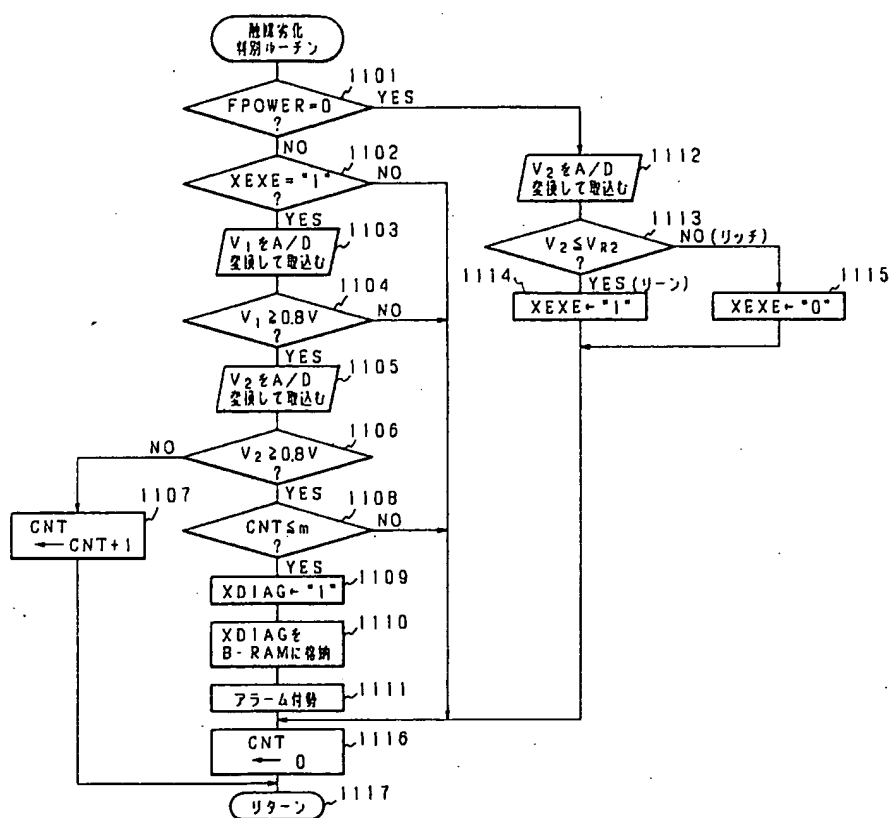 触媒劣化
判別ルーチン
1101
FPOWER=0
?
YES
NO
1102
XEXE="1"
?
NO
YES
1103
V1をA/D
変換して取込む
1104
V1≧0.8V
?
NO
YES
1105
V2をA/D
変換して取込む
1106
V2≧0.8V
?
NO
YES
1107
CNT
←CNT+1
1108
CNT≦m
?
NO
YES
1109
XDIAG←"1"
1110
XDIAGを
B-RAMに格納
1111
アラーム付勢
1112
V2をA/D
変換して取込む
1113
V2≦VR2
?
NO(リッチ)
YES(リーン)
1114
XEXE←"1"
1115
XEXE←"0"
1116
CNT
←0
リターン
1117